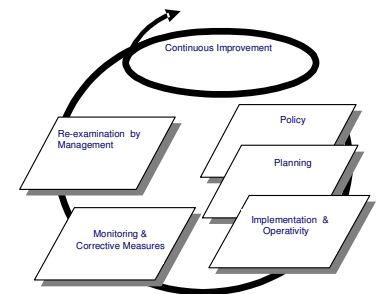 Continuous Improvement
Policy
Re-examination by
Management
Planning
Implementation &
Operativity
Monitoring &
Corrective Measures